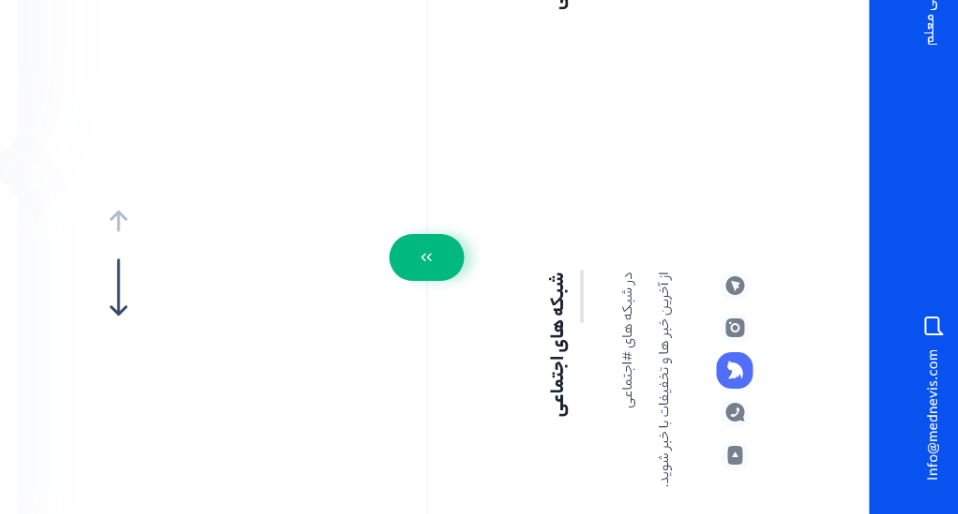 شبکه های اجتماعی
در شبکه های #اجتماعی
از آخرین خبر ها و تخفیفات با خبر شوید.
معلم
Info@mednevis.com